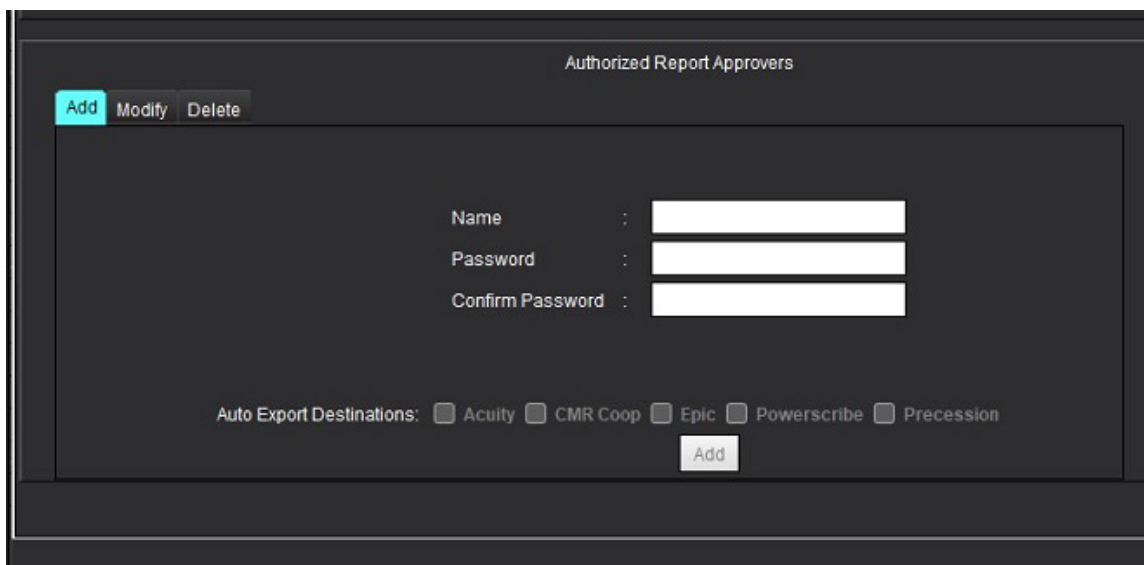 Authorized Report Approvers
Add Modify Delete
Name :
Password :
Confirm Password :
Auto Export Destinations: Acuity CMR Coop Epic Powerscribe Precession
Add